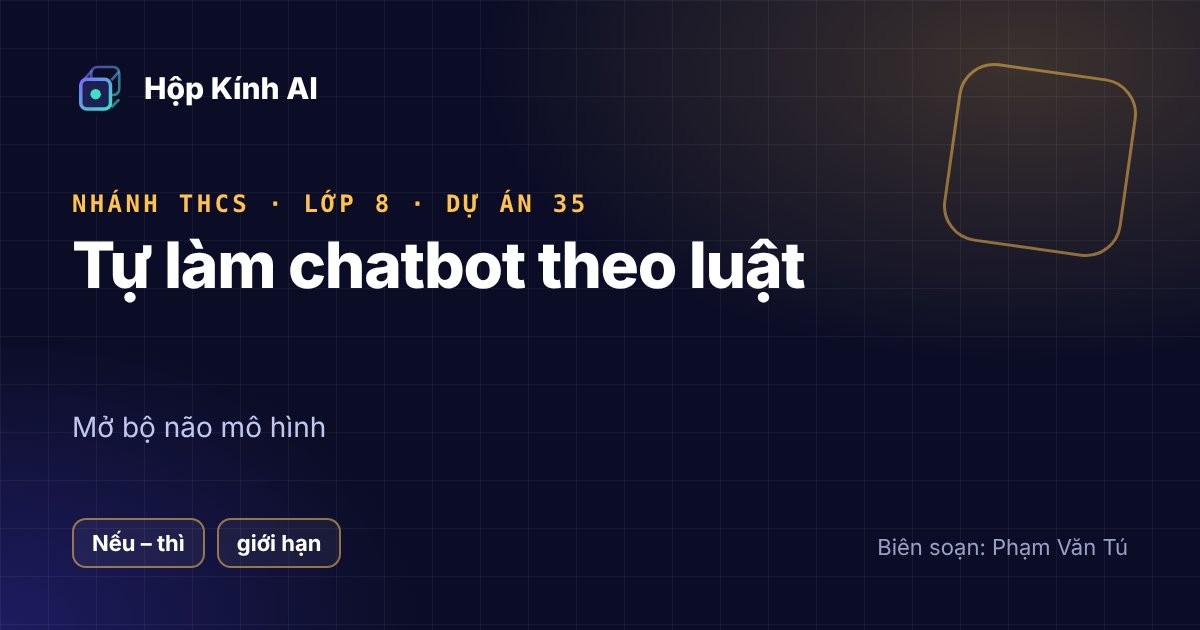 Hộp Kính AI
NHÁNH THCS · LỚP 8 · DỰ ÁN 35
Tự làm chatbot theo luật
Mở bộ não mô hình
Nếu – thì
giới hạn
Biên soạn: Phạm Văn Tú